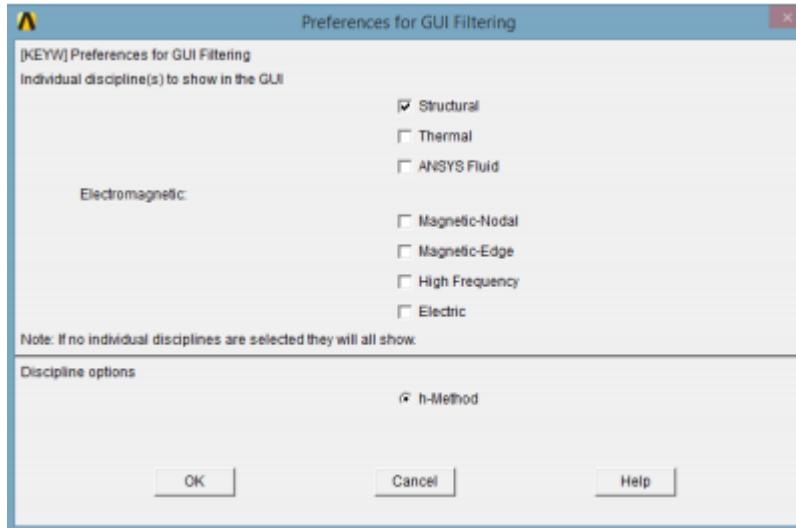 Preferences for GUI Filtering
[KEYW] Preferences for GUI Filtering
Individual discipline(s) to show in the GUI
Structural
Thermal
ANSYS Fluid
Electromagnetic:
Magnetic-Nodal
Magnetic-Edge
High Frequency
Electric
Note: If no individual disciplines are selected they will all show.
Discipline options
h-Method
OK Cancel Help